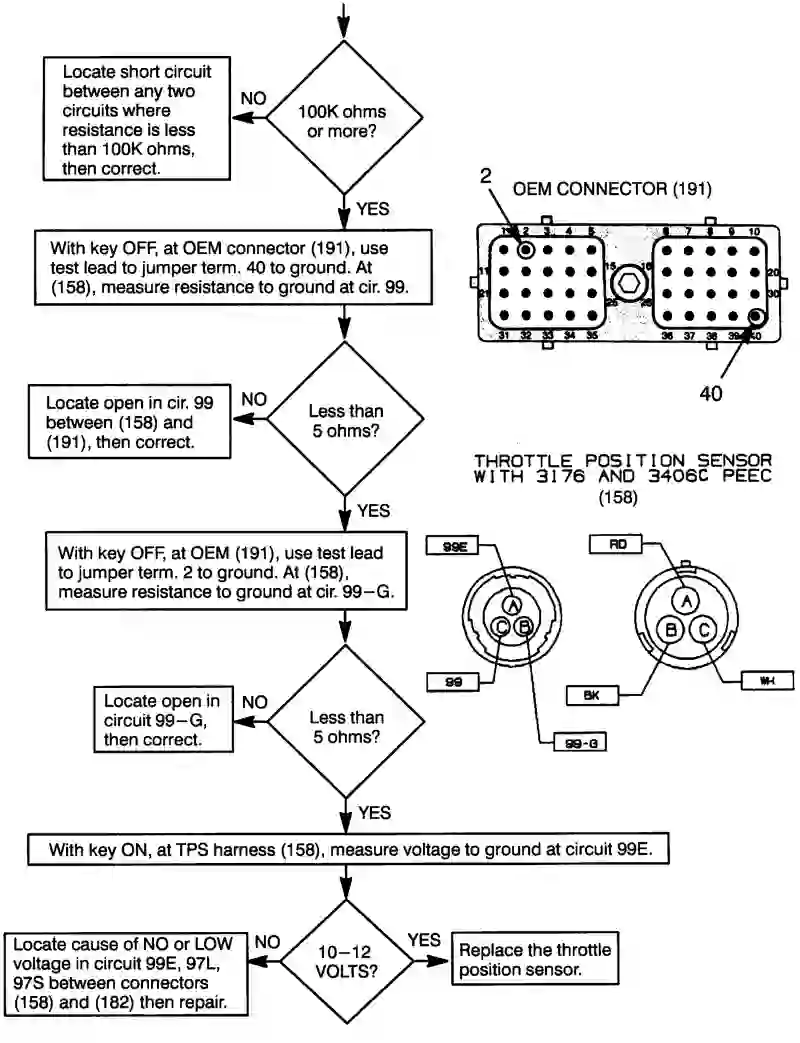 Locate short circuit
between any two
circuits where
resistance is less
than 100K ohms,
then correct.
NO
100K ohms
or more?
YES
With key OFF, at OEM connector (191), use
test lead to jumper term. 40 to ground. At
(158), measure resistance to ground at cir. 99.
Locate open in cir. 99
between (158) and
(191), then correct.
NO
Less than
5 ohms?
YES
With key OFF, at OEM (191), use test lead
to jumper term. 2 to ground. At (158),
measure resistance to ground at cir. 99–G.
Locate open in
circuit 99–G,
then correct.
NO
Less than
5 ohms?
YES
With key ON, at TPS harness (158), measure voltage to ground at circuit 99E.
Locate cause of NO or LOW
voltage in circuit 99E, 97L,
97S between connectors
(158) and (182) then repair.
NO
10–12
VOLTS?
YES
Replace the throttle
position sensor.
2
OEM CONNECTOR (191)
1 2 3 4 5 6 7 8 9 10
11 15 16 20
21 25 26 30
31 32 33 34 35 36 37 38 39 40
40
THROTTLE POSITION SENSOR
WITH 3176 AND 3406C PEEC
(158)
99E
A
C B
99
99-G
RD
A
B C
BK
WH